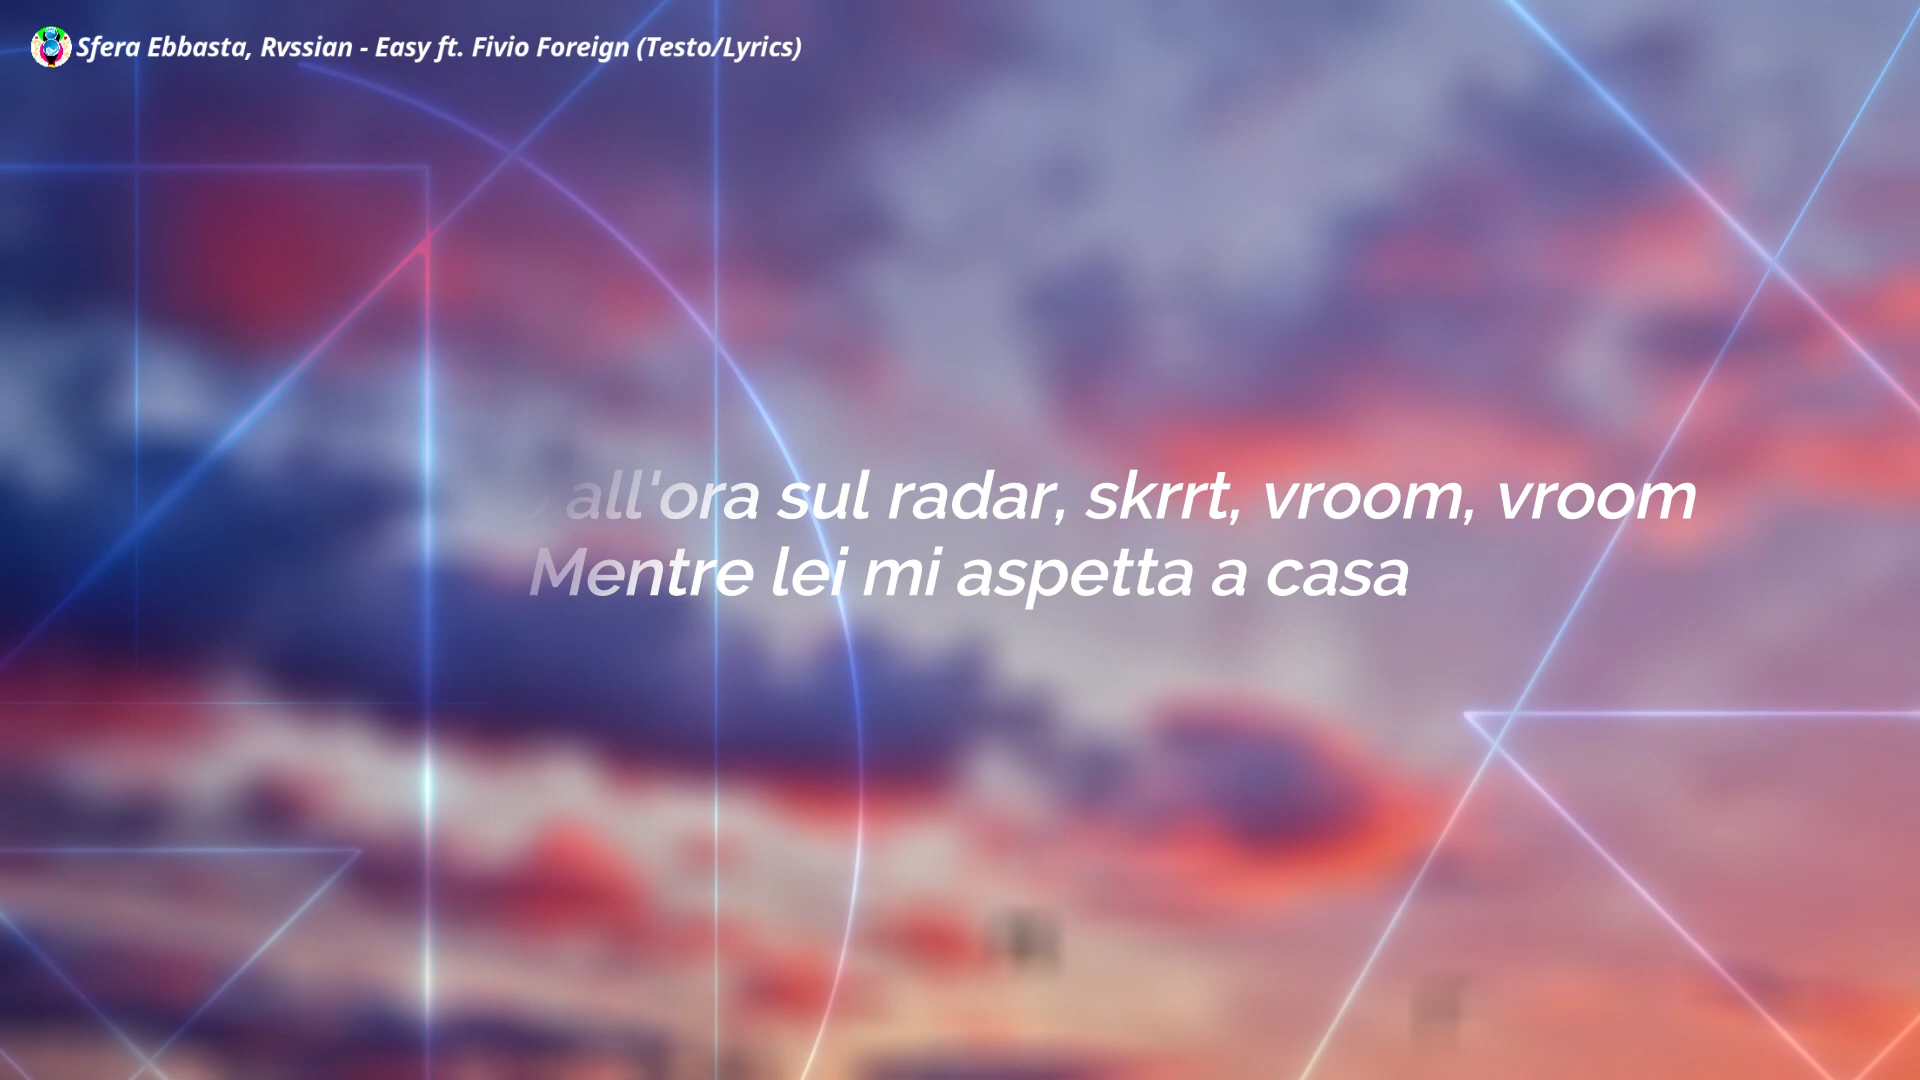 Sfera Ebbasta, Rvssian - Easy ft. Fivio Foreign (Testo/Lyrics)
all'ora sul radar, skrrt, vroom, vroom
Mentre lei mi aspetta a casa